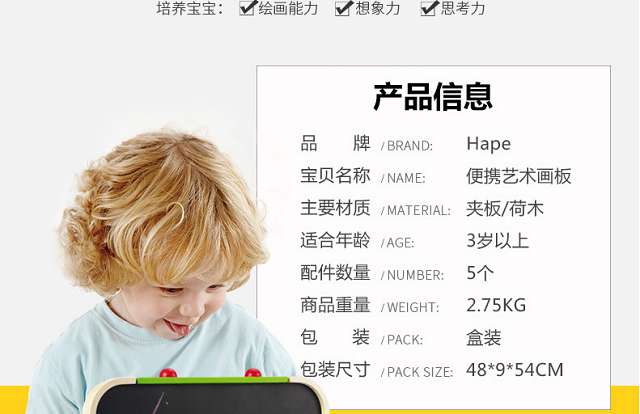 培养宝宝： 绘画能力 想象力 思考力
产品信息
品 牌 / BRAND: Hape
宝贝名称 / NAME: 便携艺术画板
主要材质 / MATERIAL: 夹板/荷木
适合年龄 / AGE: 3岁以上
配件数量 / NUMBER: 5个
商品重量 / WEIGHT: 2.75KG
包 装 / PACK: 盒装
包装尺寸 / PACK SIZE: 48*9*54CM